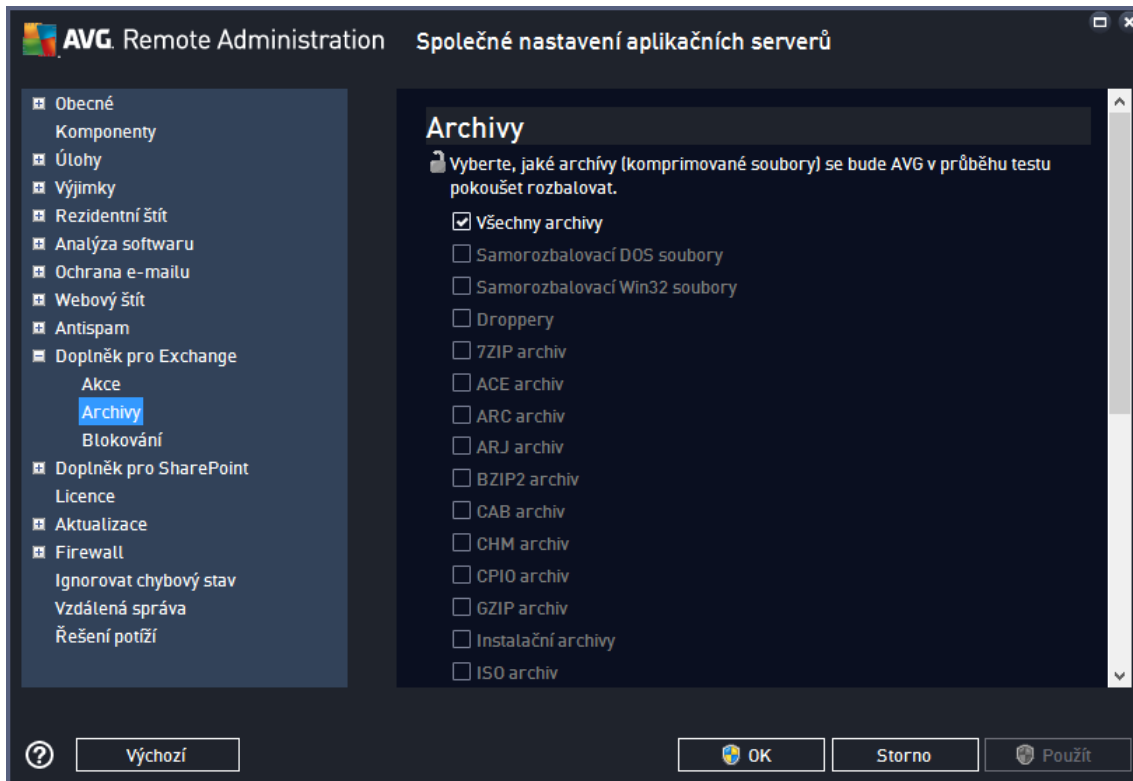 AVG. Remote Administration
Společné nastavení aplikačních serverů
Obecné
Komponenty
Úlohy
Výjimky
Rezidentní štít
Analýza softwaru
Ochrana e-mailu
Webový štít
Antispam
Doplněk pro Exchange
Akce
Archivy
Blokování
Doplněk pro SharePoint
Licence
Aktualizace
Firewall
Ignorovat chybový stav
Vzdálená správa
Řešení potíží
Archivy
Vyberte, jaké archívy (komprimované soubory) se bude AVG v průběhu testu
pokoušet rozbalovat.
Všechny archivy
Samorozbalovací DOS soubory
Samorozbalovací Win32 soubory
Droppery
7ZIP archiv
ACE archiv
ARC archiv
ARJ archiv
BZIP2 archiv
CAB archiv
CHM archiv
CPIO archiv
GZIP archiv
Instalační archivy
ISO archiv
Výchozí
OK
Storno
Použít